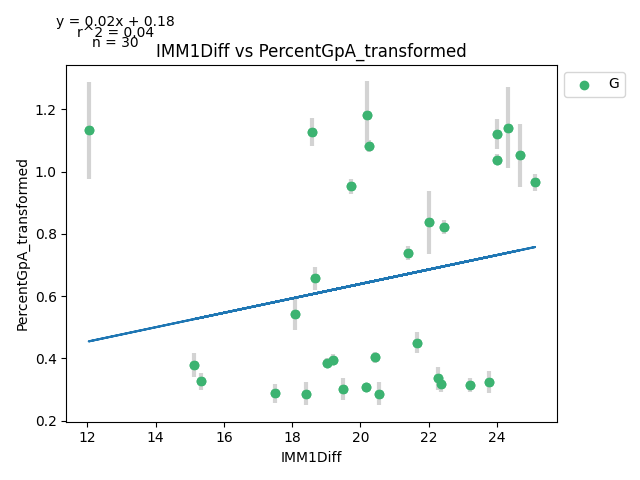 y = 0.02x + 0.18
r^2 = 0.04
n = 30
IMM1Diff vs PercentGpA_transformed
G
PercentGpA_transformed
1.2
1.0
0.8
0.6
0.4
0.2
12 14 16 18 20 22 24
IMM1Diff